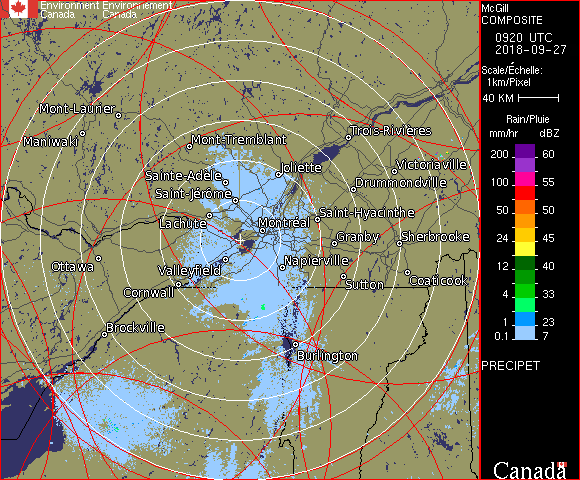 Environment Environnement
Canada Canada
McGill
COMPOSITE
0920 UTC
2018-09-27
Scale/Échelle:
1km/Pixel
40 KM
Rain/Pluie
mm/hr dBZ
200 60
100 55
50 50
24 45
12 40
4 33
1 23
0.1 7
PRECIPET
Canada
Mont-Laurier
Maniwaki
Mont-Tremblant
Trois-Rivières
Sainte-Adèle
Joliette
Victoriaville
Saint-Jérôme
Drummondville
Lachute
Montréal
Saint-Hyacinthe
Granby
Sherbrooke
Ottawa
Valleyfield
Napierville
Cornwall
Sutton
Coaticook
Brockville
Burlington